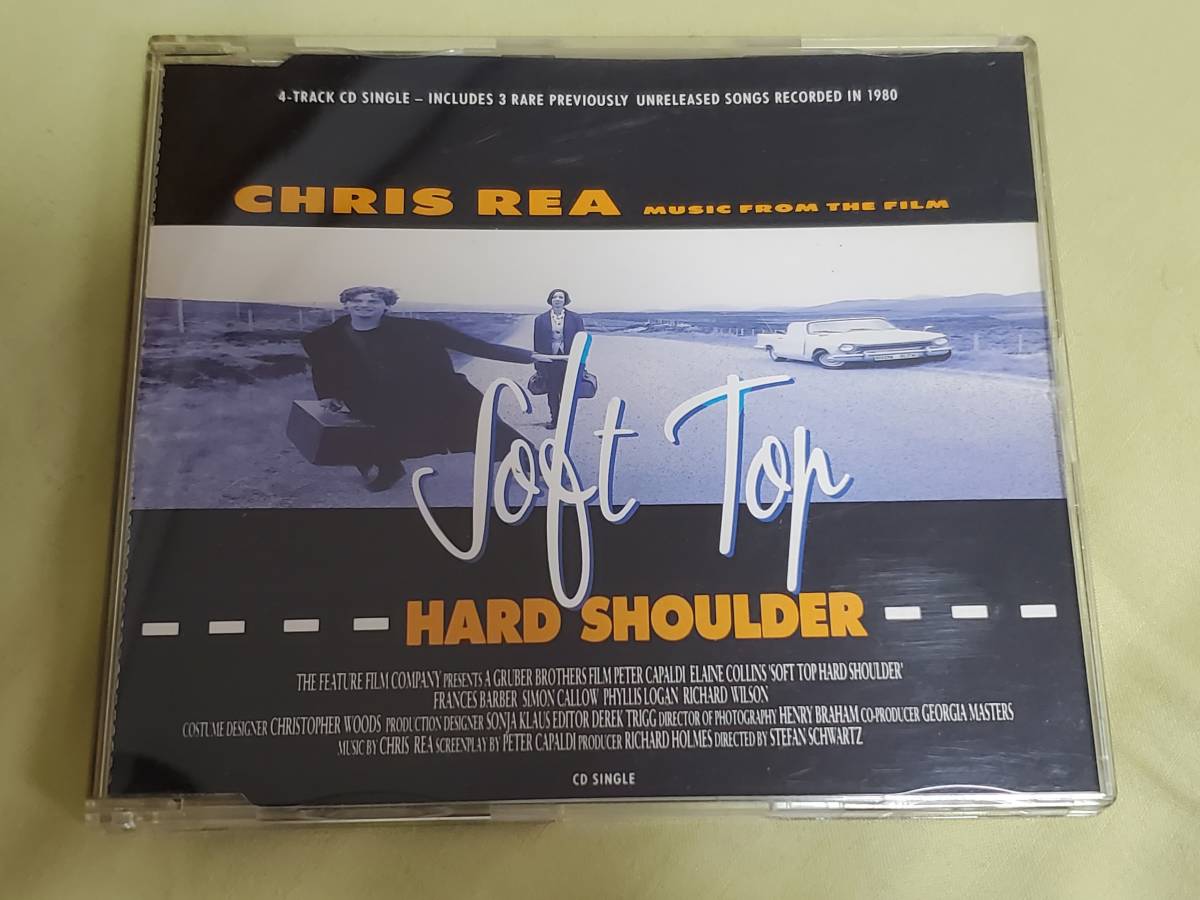 4-TRACK CD SINGLE – INCLUDES 3 RARE PREVIOUSLY UNRELEASED SONGS RECORDED IN 1980
CHRIS REA MUSIC FROM THE FILM
Soft Top
HARD SHOULDER
THE FEATURE FILM COMPANY PRESENTS A GRUBER BROTHERS FILM PETER CAPALDI ELAINE COLLINS 'SOFT TOP HARD SHOULDER'
FRANCES BARBER SIMON CALLOW PHYLLIS LOGAN RICHARD WILSON
COSTUME DESIGNER CHRISTOPHER WOODS PRODUCTION DESIGNER SONJA KLAUS EDITOR DEREK TRIGG DIRECTOR OF PHOTOGRAPHY HENRY BRAHAM CO-PRODUCER GEORGIA MASTERS
MUSIC BY CHRIS REA SCREENPLAY BY PETER CAPALDI PRODUCER RICHARD HOLMES DIRECTED BY STEFAN SCHWARTZ
CD SINGLE